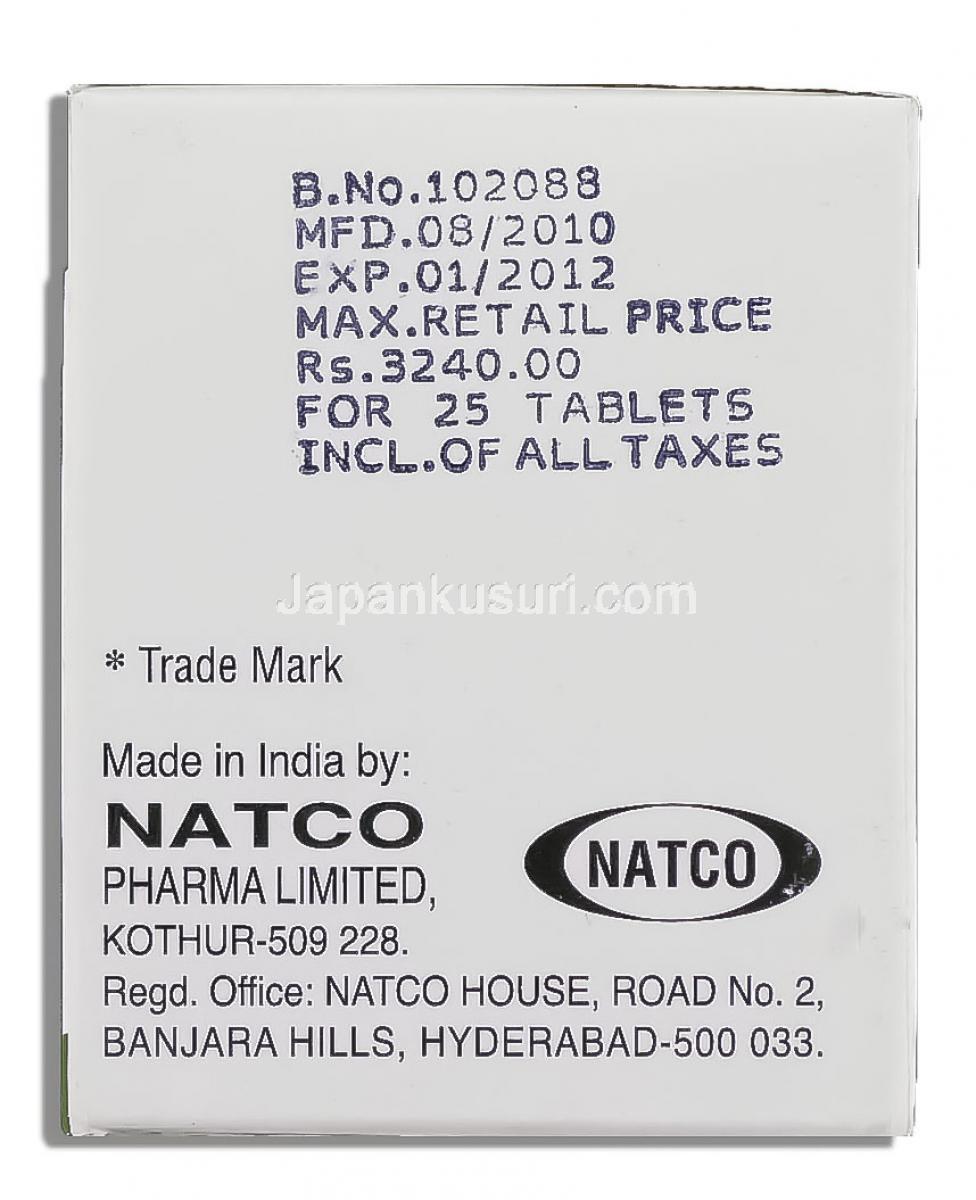 B.No.102088
MFD.08/2010
EXP.01/2012
MAX.RETAIL PRICE
Rs.3240.00
FOR 25 TABLETS
INCL.OF ALL TAXES
Japankusuri.com
* Trade Mark
Made in India by:
NATCO
PHARMA LIMITED,
KOTHUR-509 228.
NATCO
Regd. Office: NATCO HOUSE, ROAD No. 2,
BANJARA HILLS, HYDERABAD-500 033.